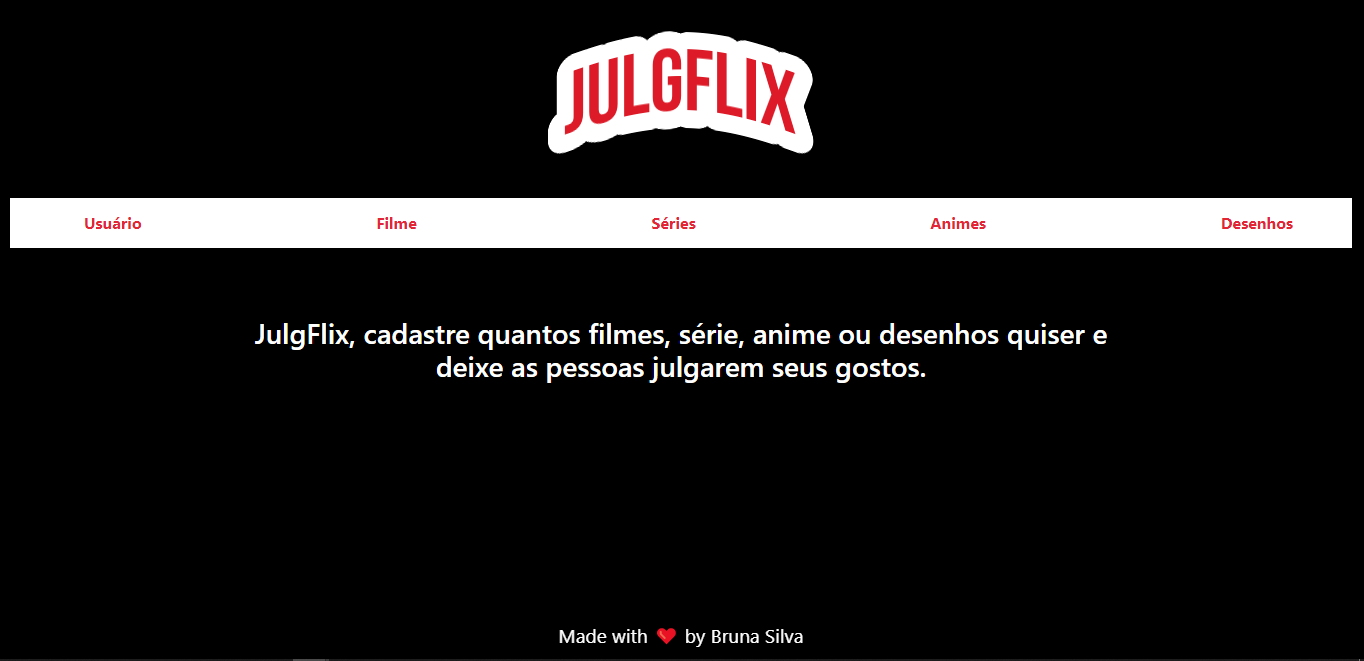 JULGFLIX
Usuário Filme Séries Animes Desenhos
JulgFlix, cadastre quantos filmes, série, anime ou desenhos quiser e
deixe as pessoas julgarem seus gostos.
Made with ❤️ by Bruna Silva